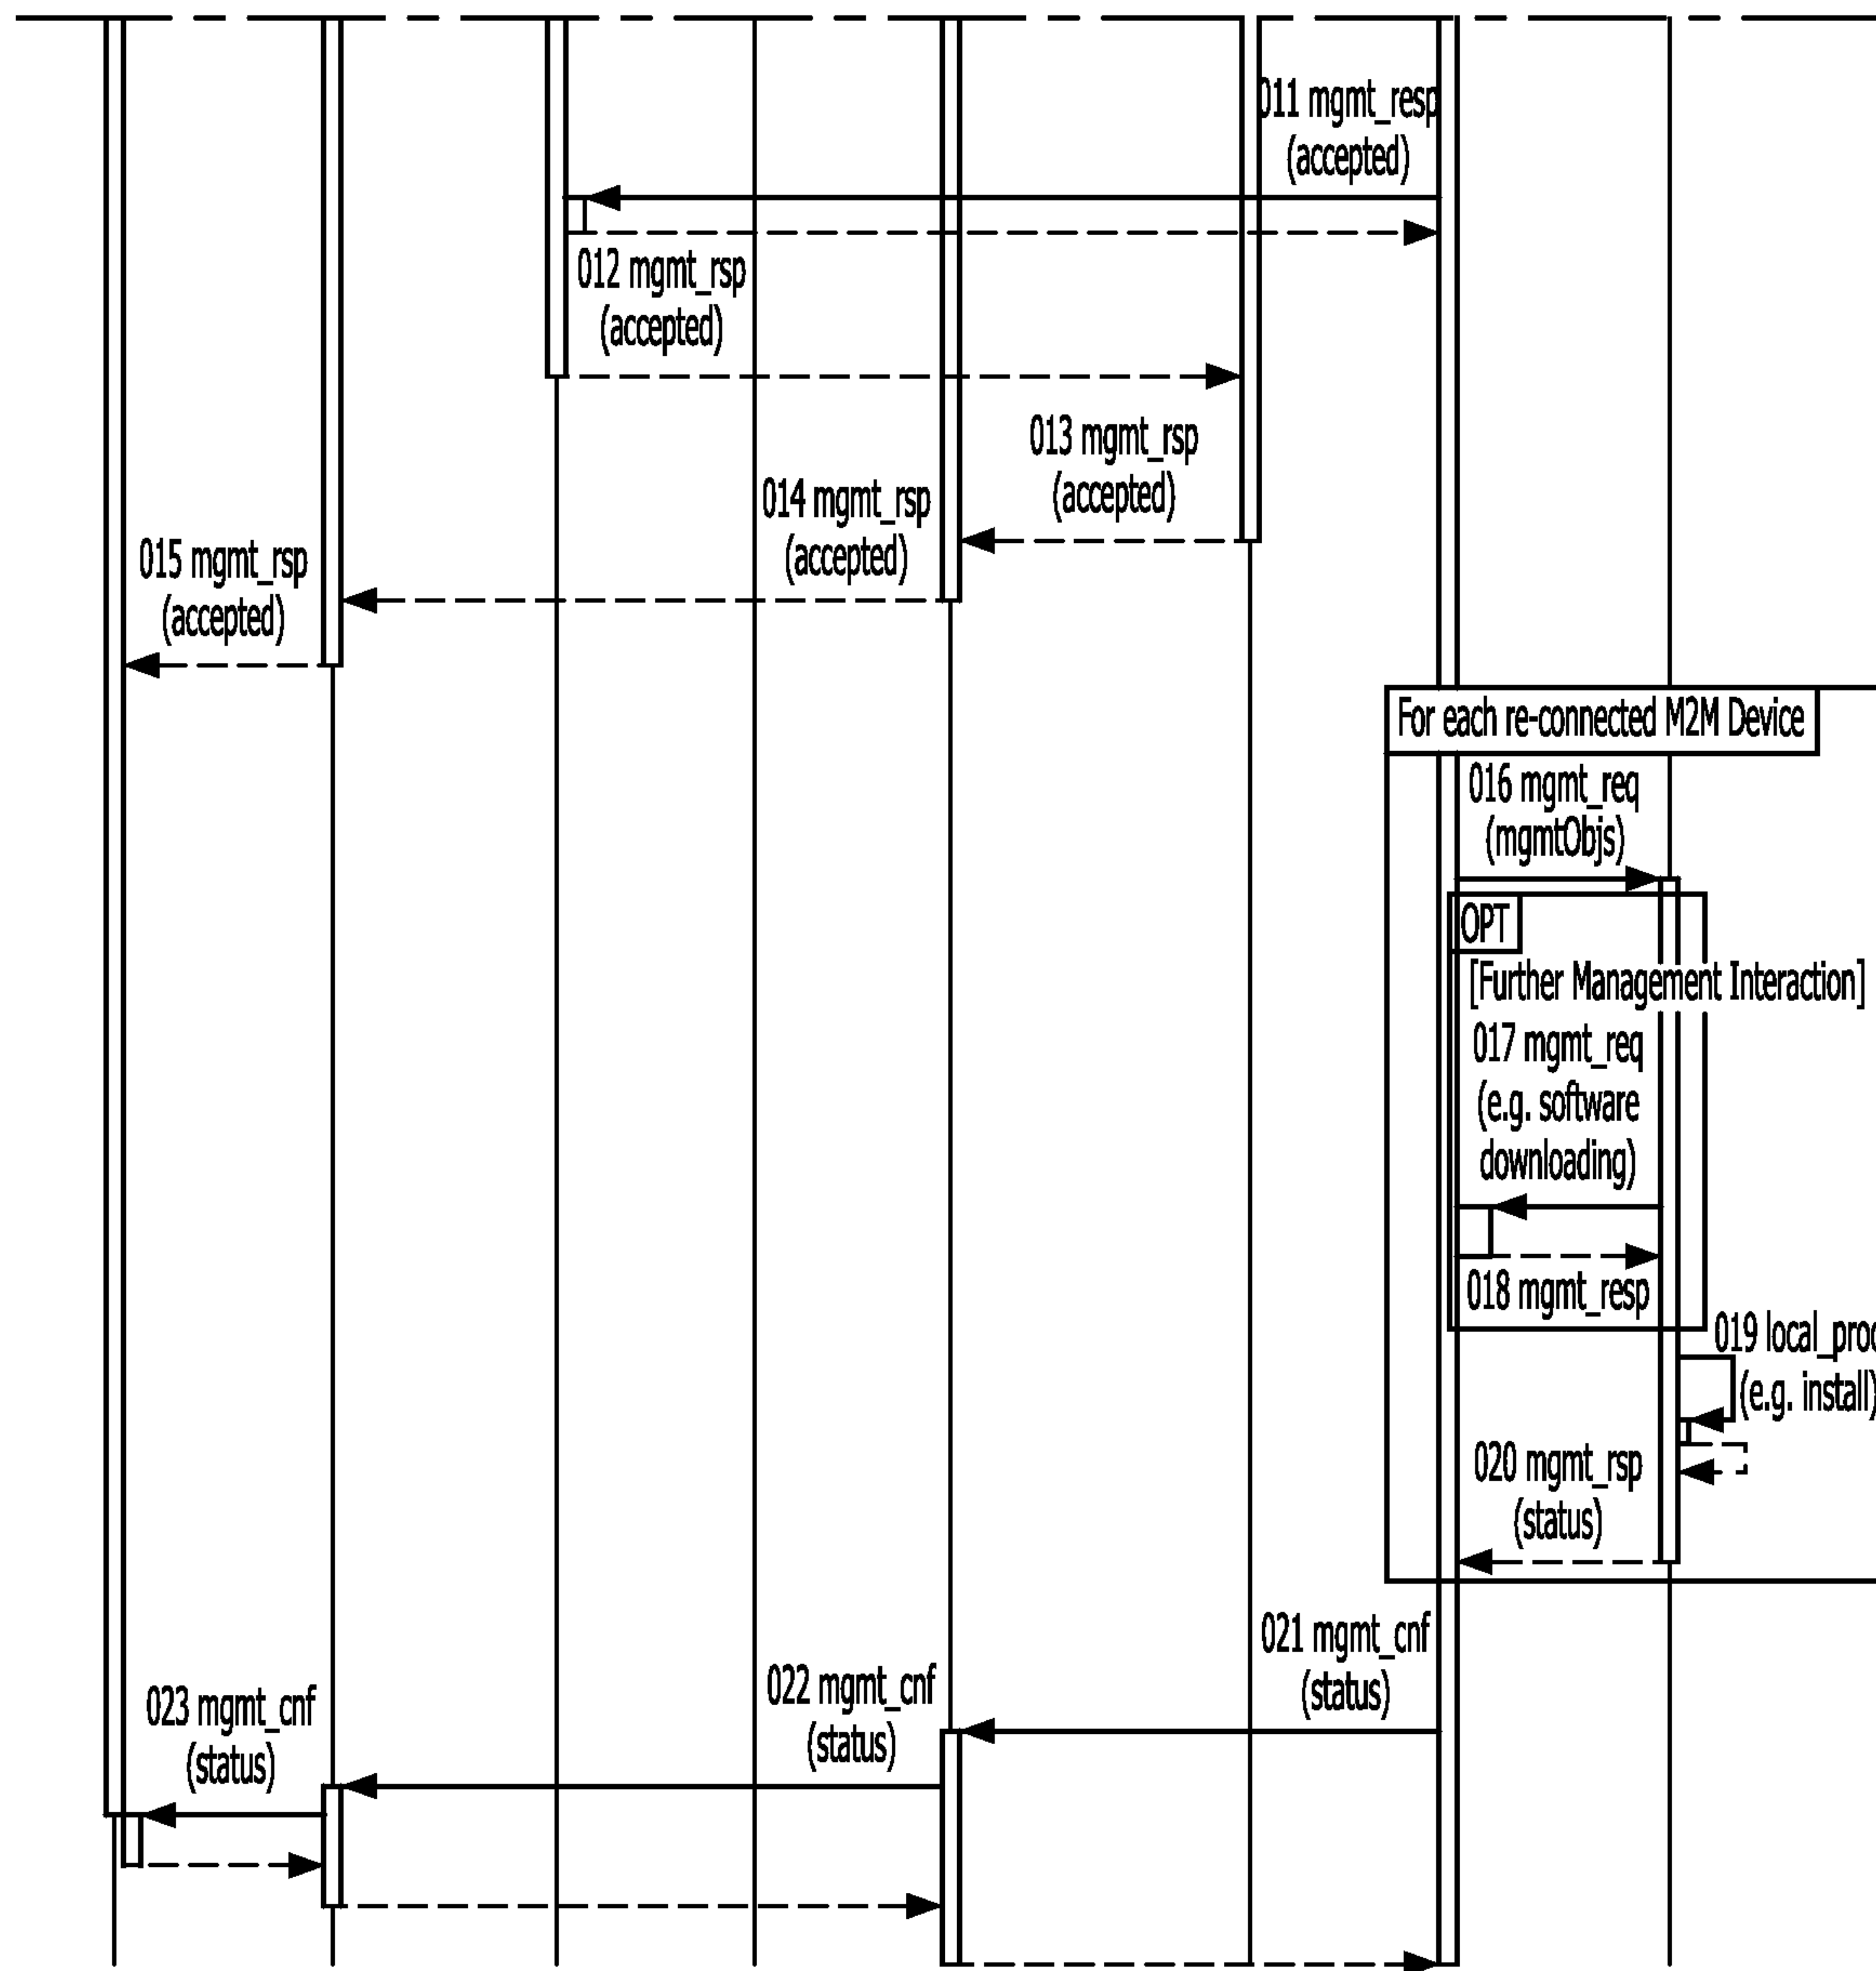 011 mgmt_resp
(accepted)
012 mgmt_rsp
(accepted)
013 mgmt_rsp
(accepted)
014 mgmt_rsp
(accepted)
015 mgmt_rsp
(accepted)
For each re-connected M2M Device
016 mgmt_req
(mgmtObjs)
OPT
[Further Management Interaction]
017 mgmt_req
(e.g. software
downloading)
018 mgmt_resp
019 local_proc
(e.g. install)
020 mgmt_rsp
(status)
021 mgmt_cnf
(status)
022 mgmt_cnf
(status)
023 mgmt_cnf
(status)